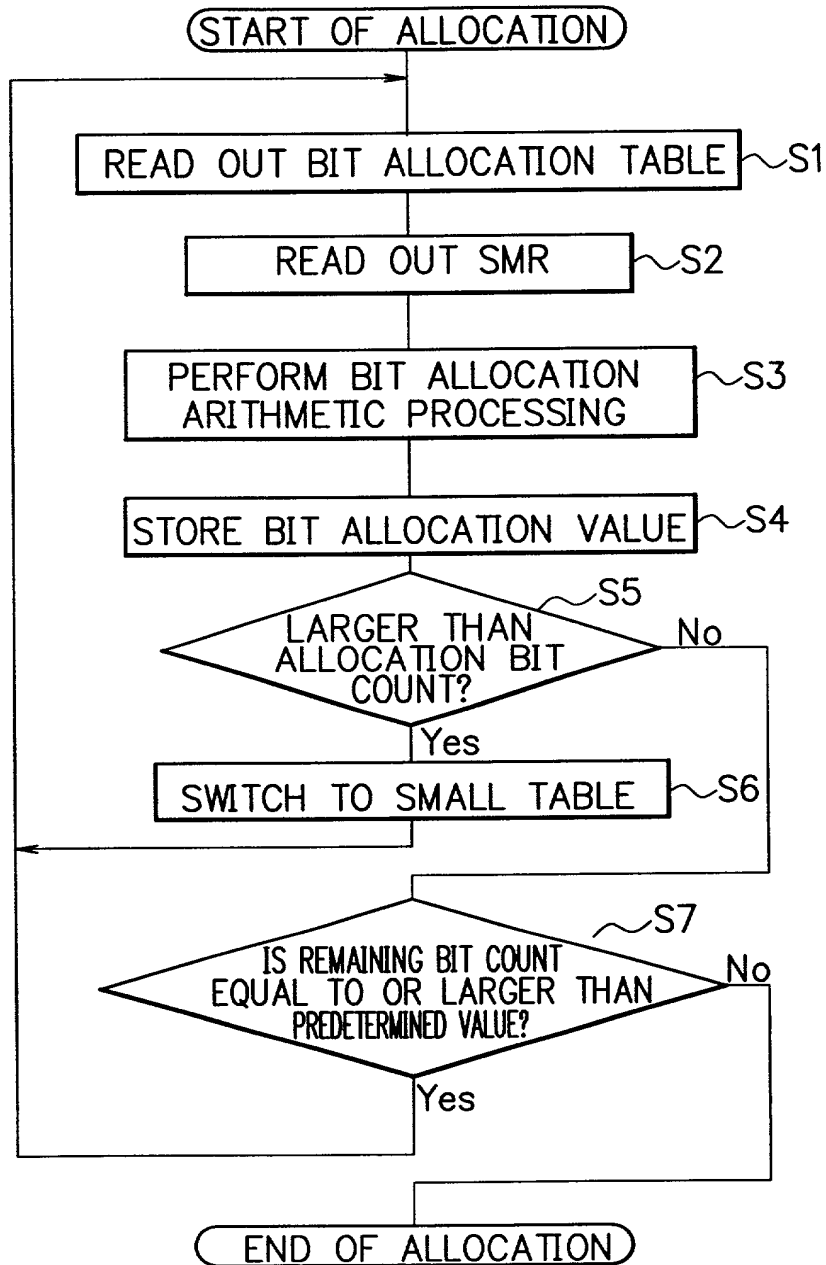 START OF ALLOCATION
READ OUT BIT ALLOCATION TABLE
S1
READ OUT SMR
S2
PERFORM BIT ALLOCATION
ARITHMETIC PROCESSING
S3
STORE BIT ALLOCATION VALUE
S4
S5
LARGER THAN
ALLOCATION BIT
COUNT?
No
Yes
SWITCH TO SMALL TABLE
S6
S7
IS REMAINING BIT COUNT
EQUAL TO OR LARGER THAN
PREDETERMINED VALUE?
No
Yes
END OF ALLOCATION